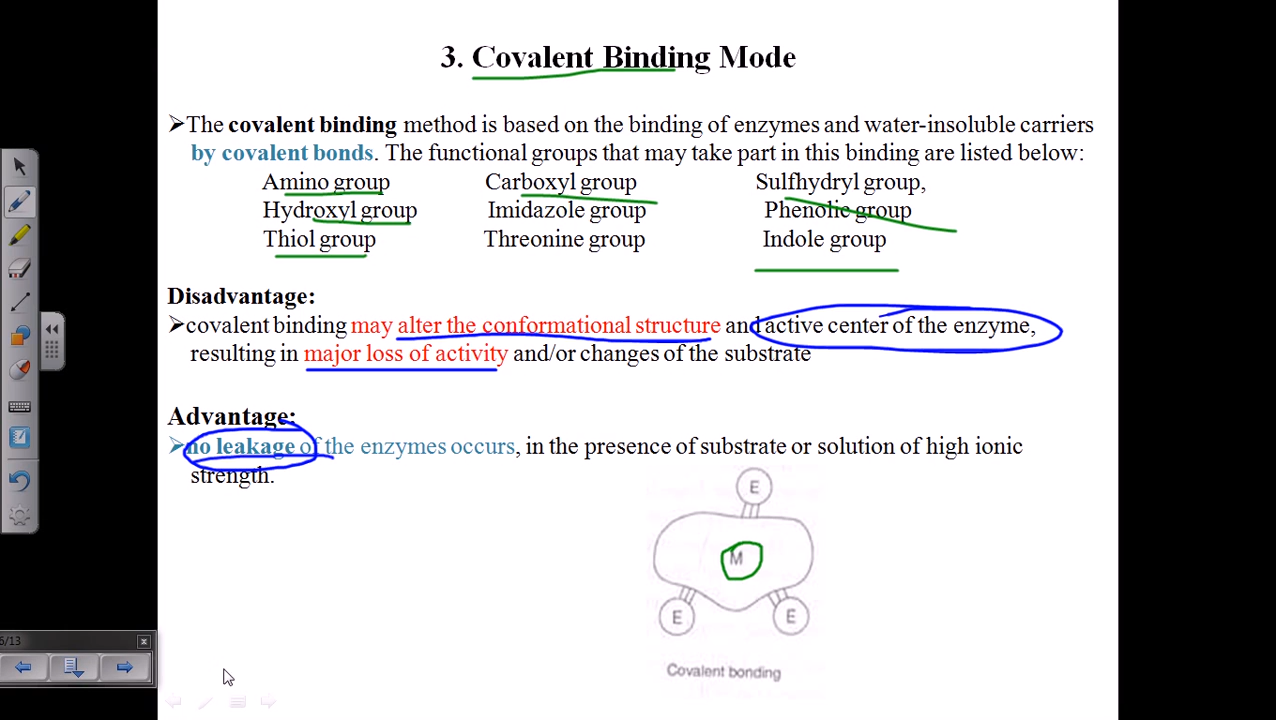 3. Covalent Binding Mode
➢The covalent binding method is based on the binding of enzymes and water-insoluble carriers
by covalent bonds. The functional groups that may take part in this binding are listed below:
Amino group Carboxyl group Sulfhydryl group,
Hydroxyl group Imidazole group Phenolic group
Thiol group Threonine group Indole group
Disadvantage:
➢covalent binding may alter the conformational structure and active center of the enzyme,
resulting in major loss of activity and/or changes of the substrate
Advantage:
➢no leakage of the enzymes occurs, in the presence of substrate or solution of high ionic
strength.
E
M
E E
Covalent bonding
6/13